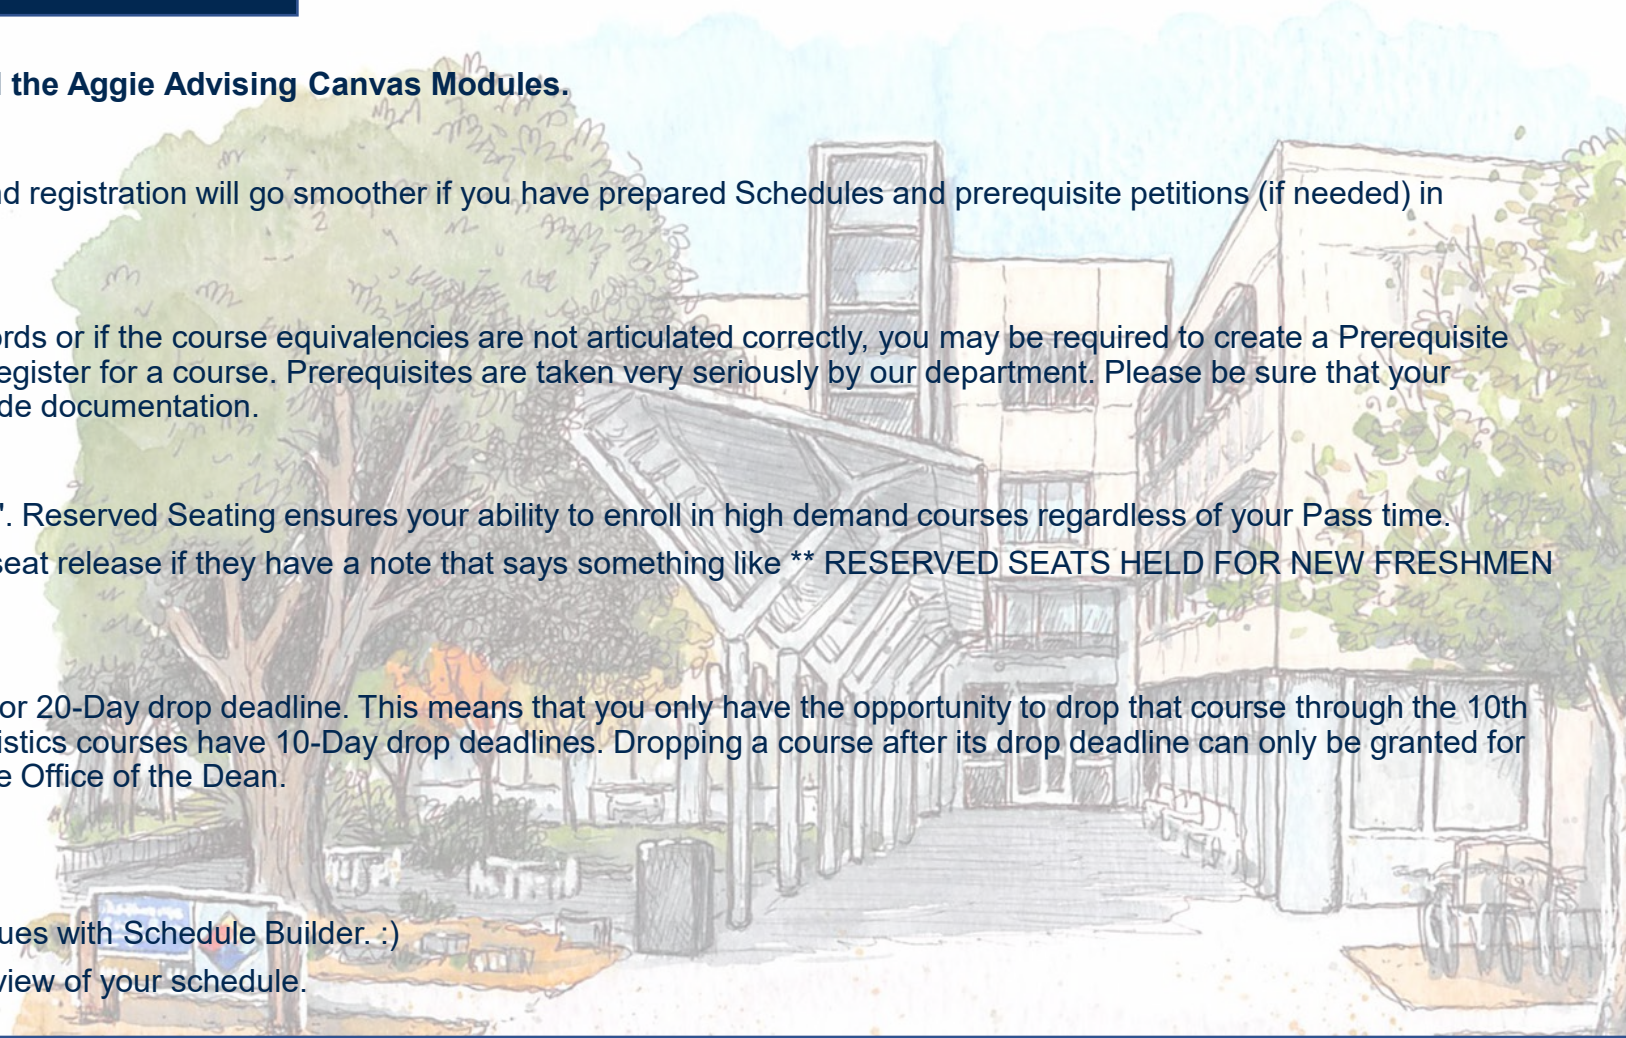 the Aggie Advising Canvas Modules.
registration will go smoother if you have prepared Schedules and prerequisite petitions (if needed) in
or if the course equivalencies are not articulated correctly, you may be required to create a Prerequisite
for a course. Prerequisites are taken very seriously by our department. Please be sure that your
documentation.
. Reserved Seating ensures your ability to enroll in high demand courses regardless of your Pass time.
seat release if they have a note that says something like ** RESERVED SEATS HELD FOR NEW FRESHMEN
or 20-Day drop deadline. This means that you only have the opportunity to drop that course through the 10th
courses have 10-Day drop deadlines. Dropping a course after its drop deadline can only be granted for
Office of the Dean.
with Schedule Builder. :)
view of your schedule.